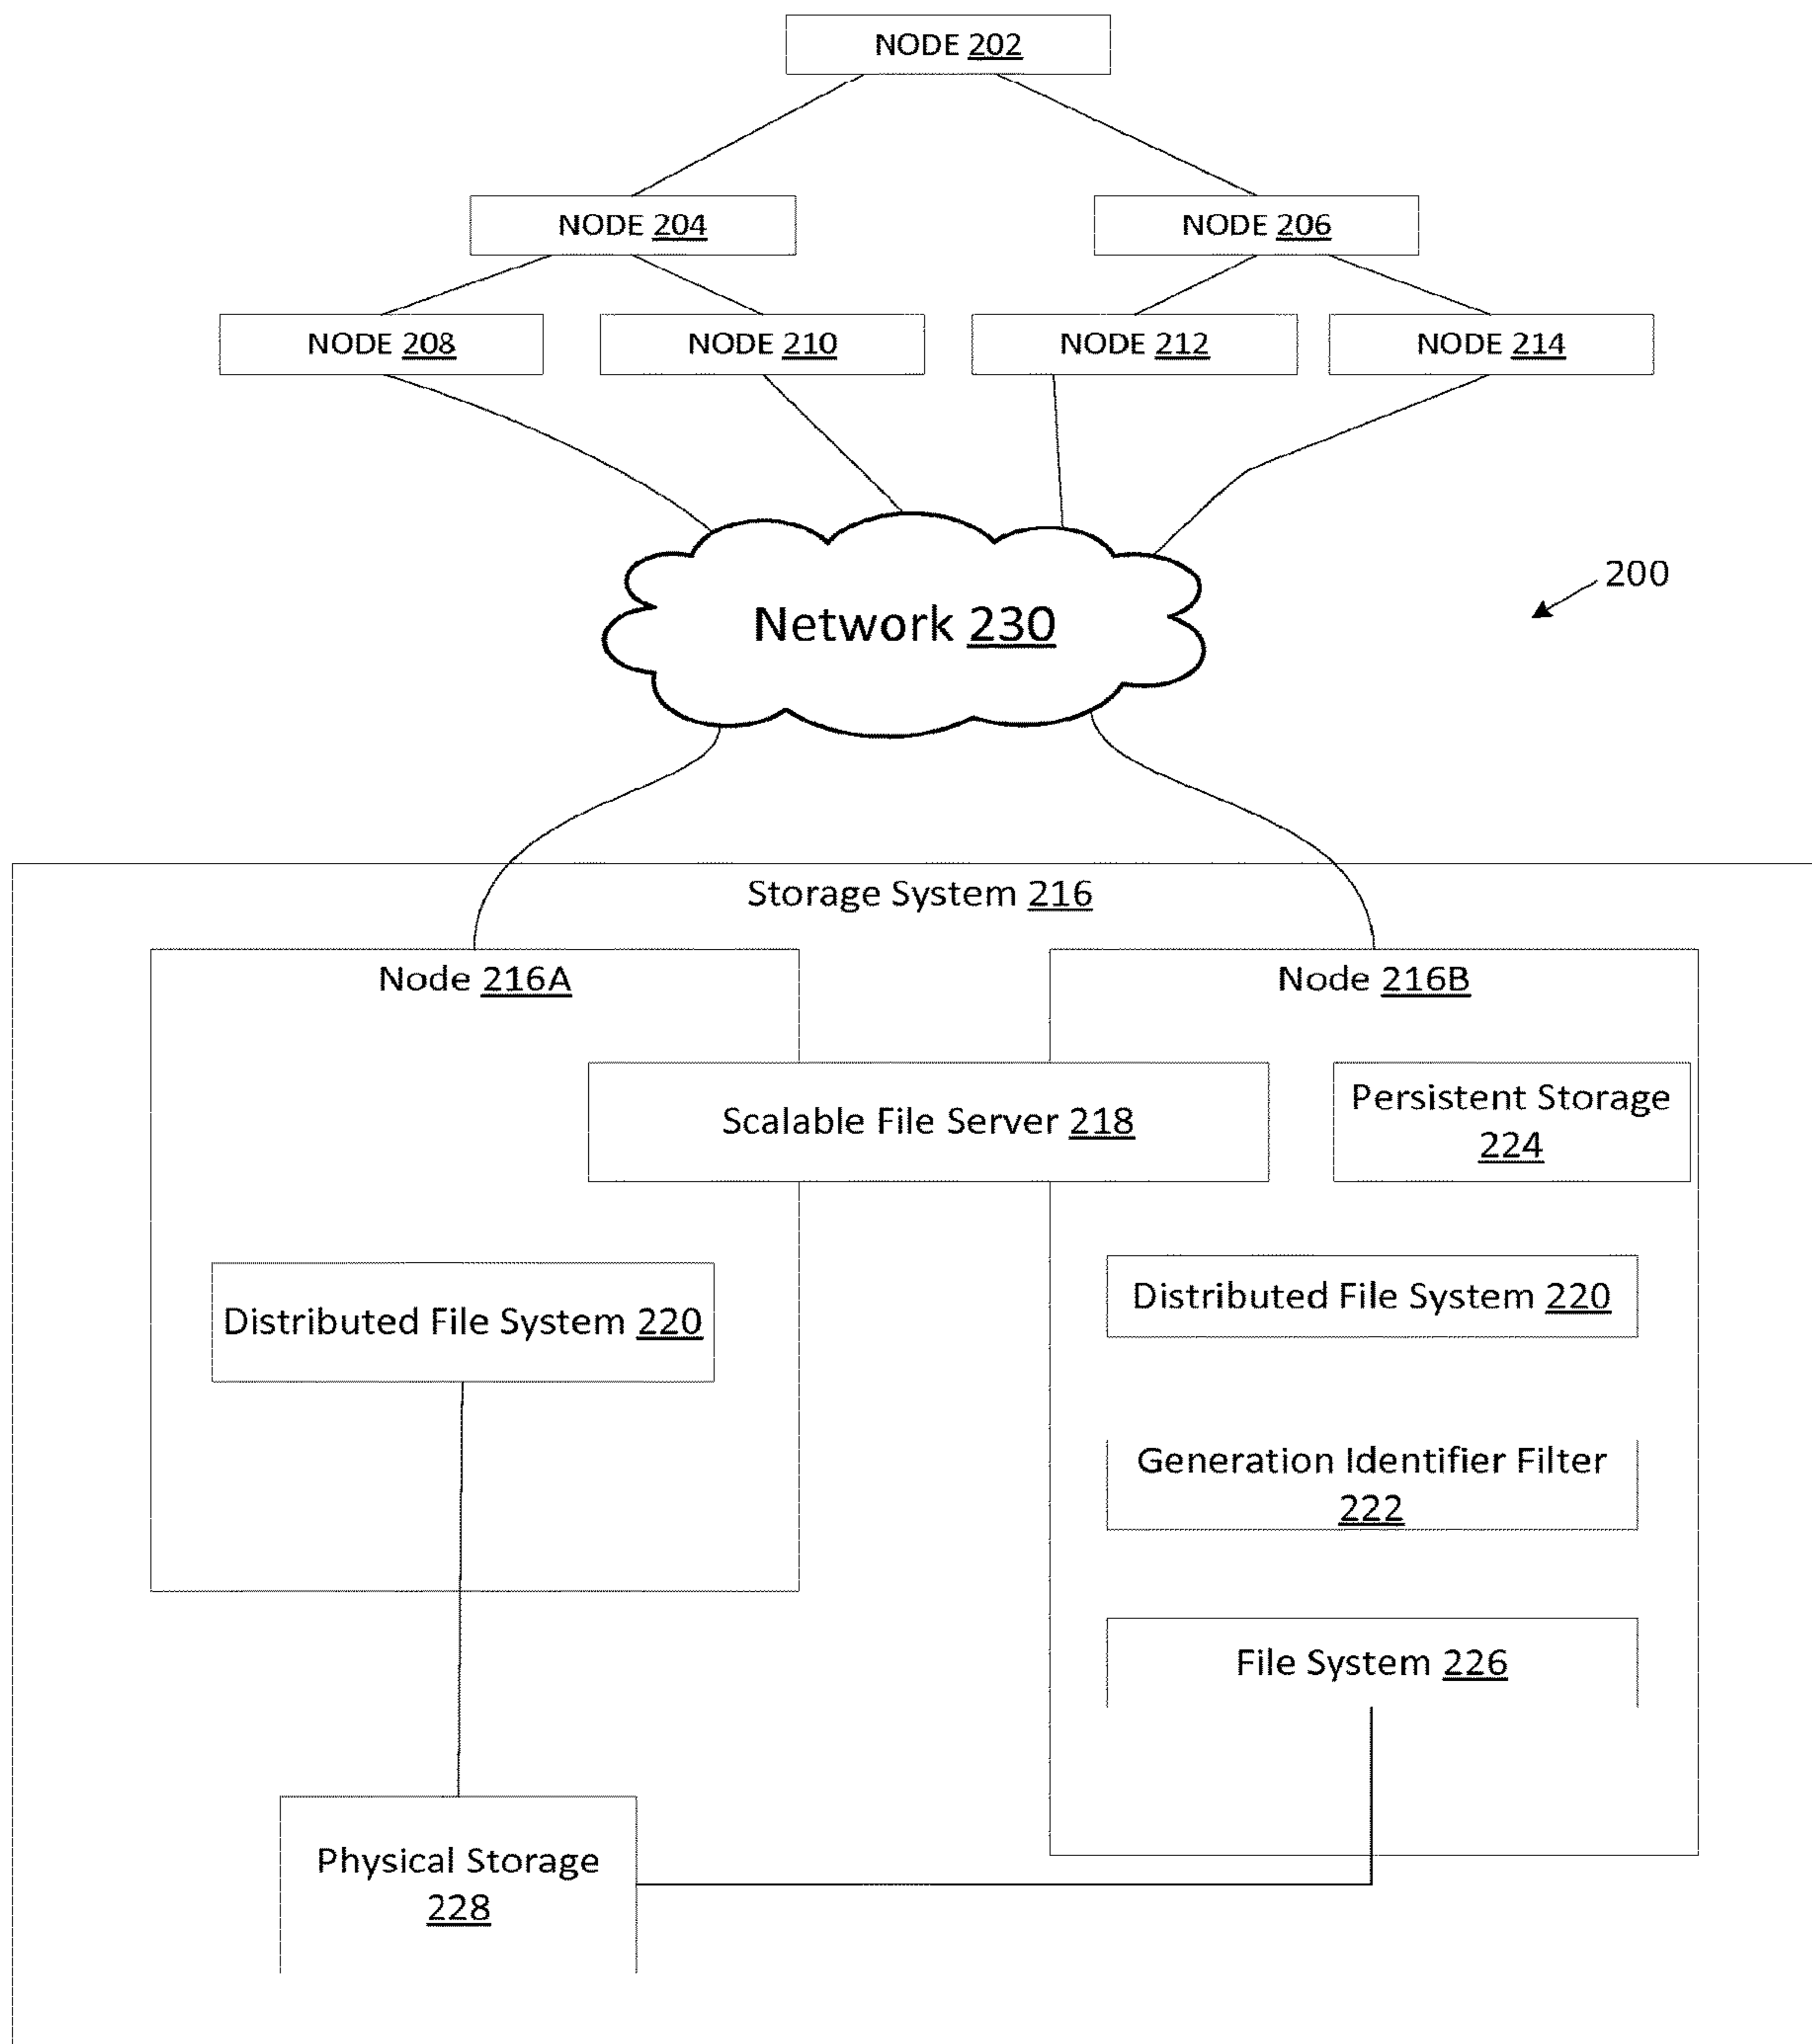 NODE 202
NODE 204
NODE 206
NODE 208
NODE 210
NODE 212
NODE 214
Network 230
200
Storage System 216
Node 216A
Node 216B
Scalable File Server 218
Persistent Storage
224
Distributed File System 220
Distributed File System 220
Generation Identifier Filter
222
File System 226
Physical Storage
228